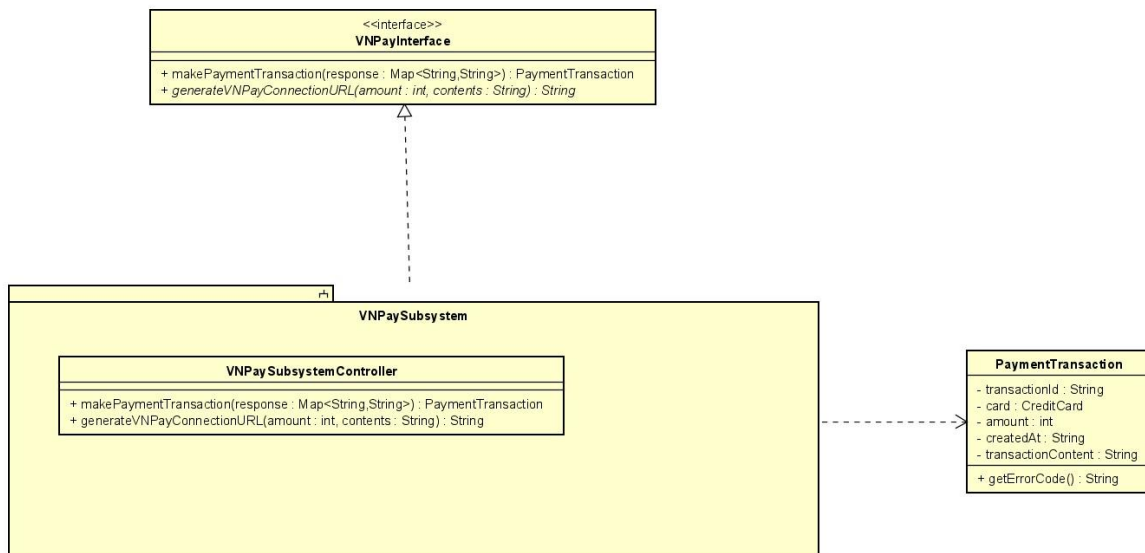 <<interface>>
VNPayInterface
+ makePaymentTransaction(response : Map<String,String>) : PaymentTransaction
+ generateVNPayConnectionURL(amount : int, contents : String) : String
VNPaySubsystem
VNPaySubsystemController
+ makePaymentTransaction(response : Map<String,String>) : PaymentTransaction
+ generateVNPayConnectionURL(amount : int, contents : String) : String
PaymentTransaction
- transactionId : String
- card : CreditCard
- amount : int
- createdAt : String
- transactionContent : String
+ getErrorCode() : String